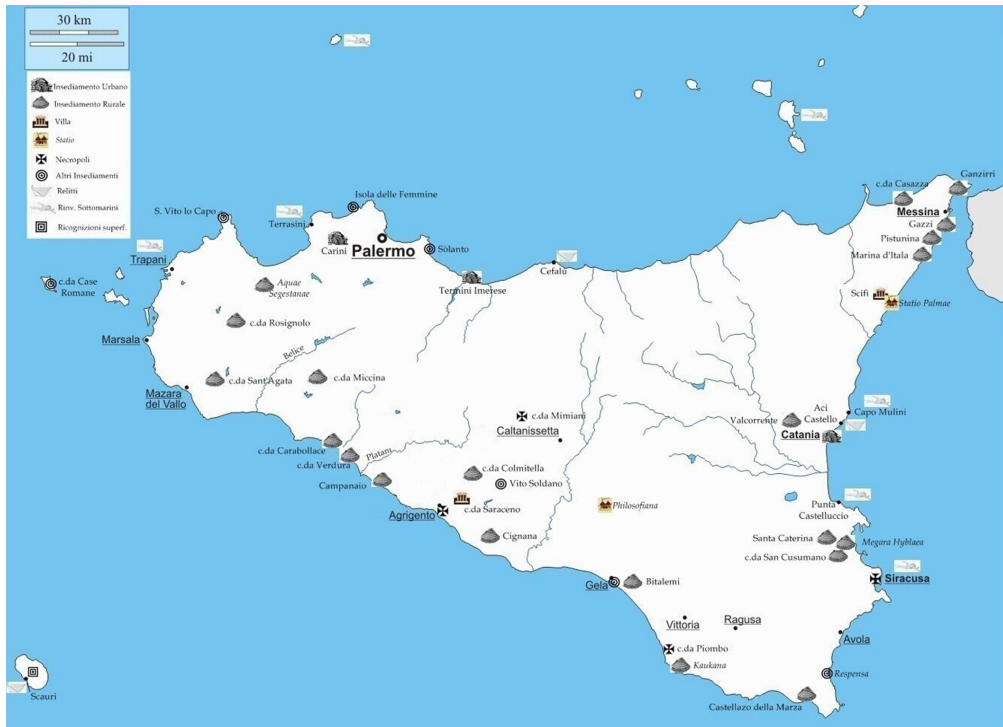 30 km
20 mi
Insediamento Urbano
Insediamento Rurale
Villa
Statio
Necropoli
Altri Insediamenti
Relitti
Rinv. Sottomarini
Ricognizioni superf.
Isola delle Femmine
S. Vito lo Capo
Terrasini
Carini
Palermo
Sòlanto
Trapani
c.da Case
Romane
Aquae
Segestanae
Termini Imerese
Cefalù
c.da Casazza
Ganzirri
Messina
Gazzi
Pistunina
Marina d'Itala
Scifì
Statio Palmae
c.da Rosignolo
Marsala
Belice
c.da Sant'Agata
c.da Miccina
Mazara
del Vallo
c.da Mimiani
Caltanissetta
Valcorrente
Aci
Castello
Capo Mulini
Catania
c.da Carabollace
c.da Verdura
Platani
Campanaio
c.da Colmitella
Vito Soldano
Agrigento
c.da Saraceno
Cignana
Philosofiana
Punta
Castelluccio
Santa Caterina
Megara Hyblaea
c.da San Cusumano
Siracusa
Gela
Bitalemi
Vittoria
Ragusa
Avola
c.da Piombo
Kaukana
Respensa
Castellazo della Marza
Scauri